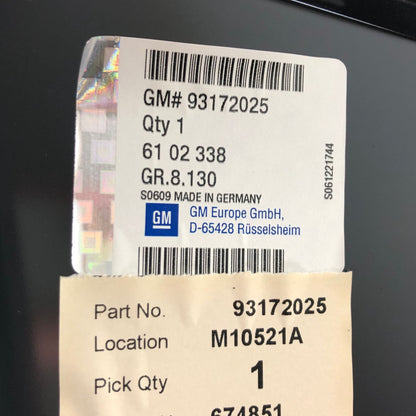 GM# 93172025
Qty 1
61 02 338
GR.8.130
S0609 MADE IN GERMANY
GM
GM Europe GmbH,
D-65428 Rüsselsheim
S061221744
Part No. 93172025
Location M10521A
Pick Qty 1
674851